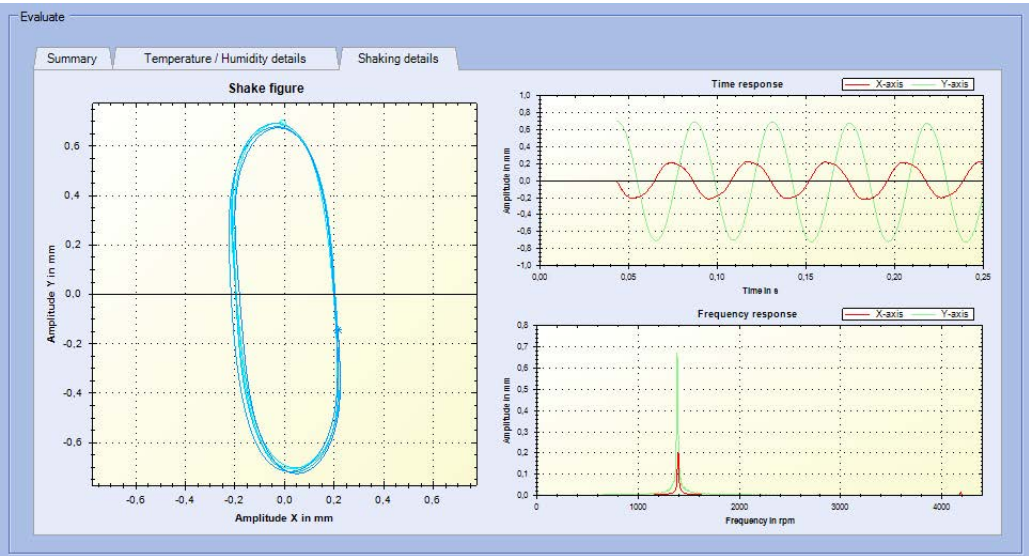 Evaluate
Summary
Temperature / Humidity details
Shaking details
Shake figure
0,6
0,4
0,2
0,0
-0,2
-0,4
-0,6
Amplitude Y in mm
-0,6
-0,4
-0,2
0,0
0,2
0,4
0,6
Amplitude X in mm
Time response
X-axis
Y-axis
1,0
0,8
0,6
0,4
0,2
0,0
-0,2
-0,4
-0,6
-0,8
-1,0
Amplitude in mm
0,00
0,05
0,10
0,15
0,20
0,25
Time in s
Frequency response
X-axis
Y-axis
0,8
0,7
0,6
0,5
0,4
0,3
0,2
0,1
0,0
Amplitude in mm
0
1000
2000
3000
4000
Frequency in rpm